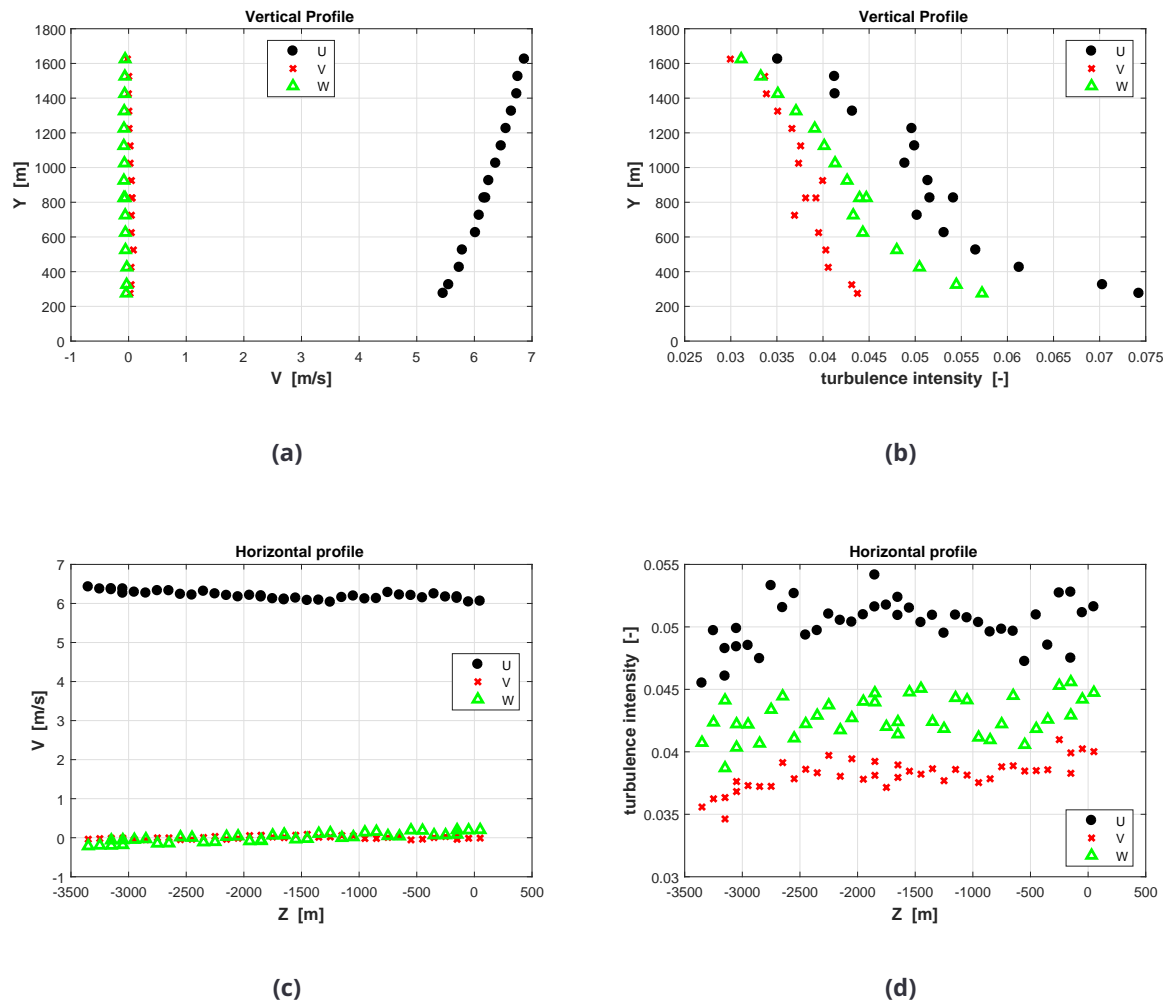 Vertical Profile
1800
1600
1400
1200
1000
800
600
400
200
0
Y [m]
-1 0 1 2 3 4 5 6 7
V [m/s]
U
V
W
(a)
Vertical Profile
1800
1600
1400
1200
1000
800
600
400
200
0
Y [m]
0.025 0.03 0.035 0.04 0.045 0.05 0.055 0.06 0.065 0.07 0.075
turbulence intensity [-]
U
V
W
(b)
Horizontal profile
7
6
5
4
3
2
1
0
-1
V [m/s]
-3500 -3000 -2500 -2000 -1500 -1000 -500 0 500
Z [m]
U
V
W
(c)
Horizontal profile
0.055
0.05
0.045
0.04
0.035
0.03
turbulence intensity [-]
-3500 -3000 -2500 -2000 -1500 -1000 -500 0 500
Z [m]
U
V
W
(d)